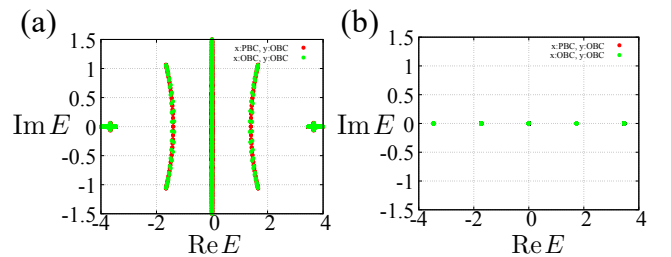 (a)
x:PBC, y:OBC
x:OBC, y:OBC
1.5
1
0.5
Im E
0
-0.5
-1
-1.5
-4
-2
0
2
4
Re E
(b)
x:PBC, y:OBC
x:OBC, y:OBC
1.5
1
0.5
Im E
0
-0.5
-1
-1.5
-4
-2
0
2
4
Re E